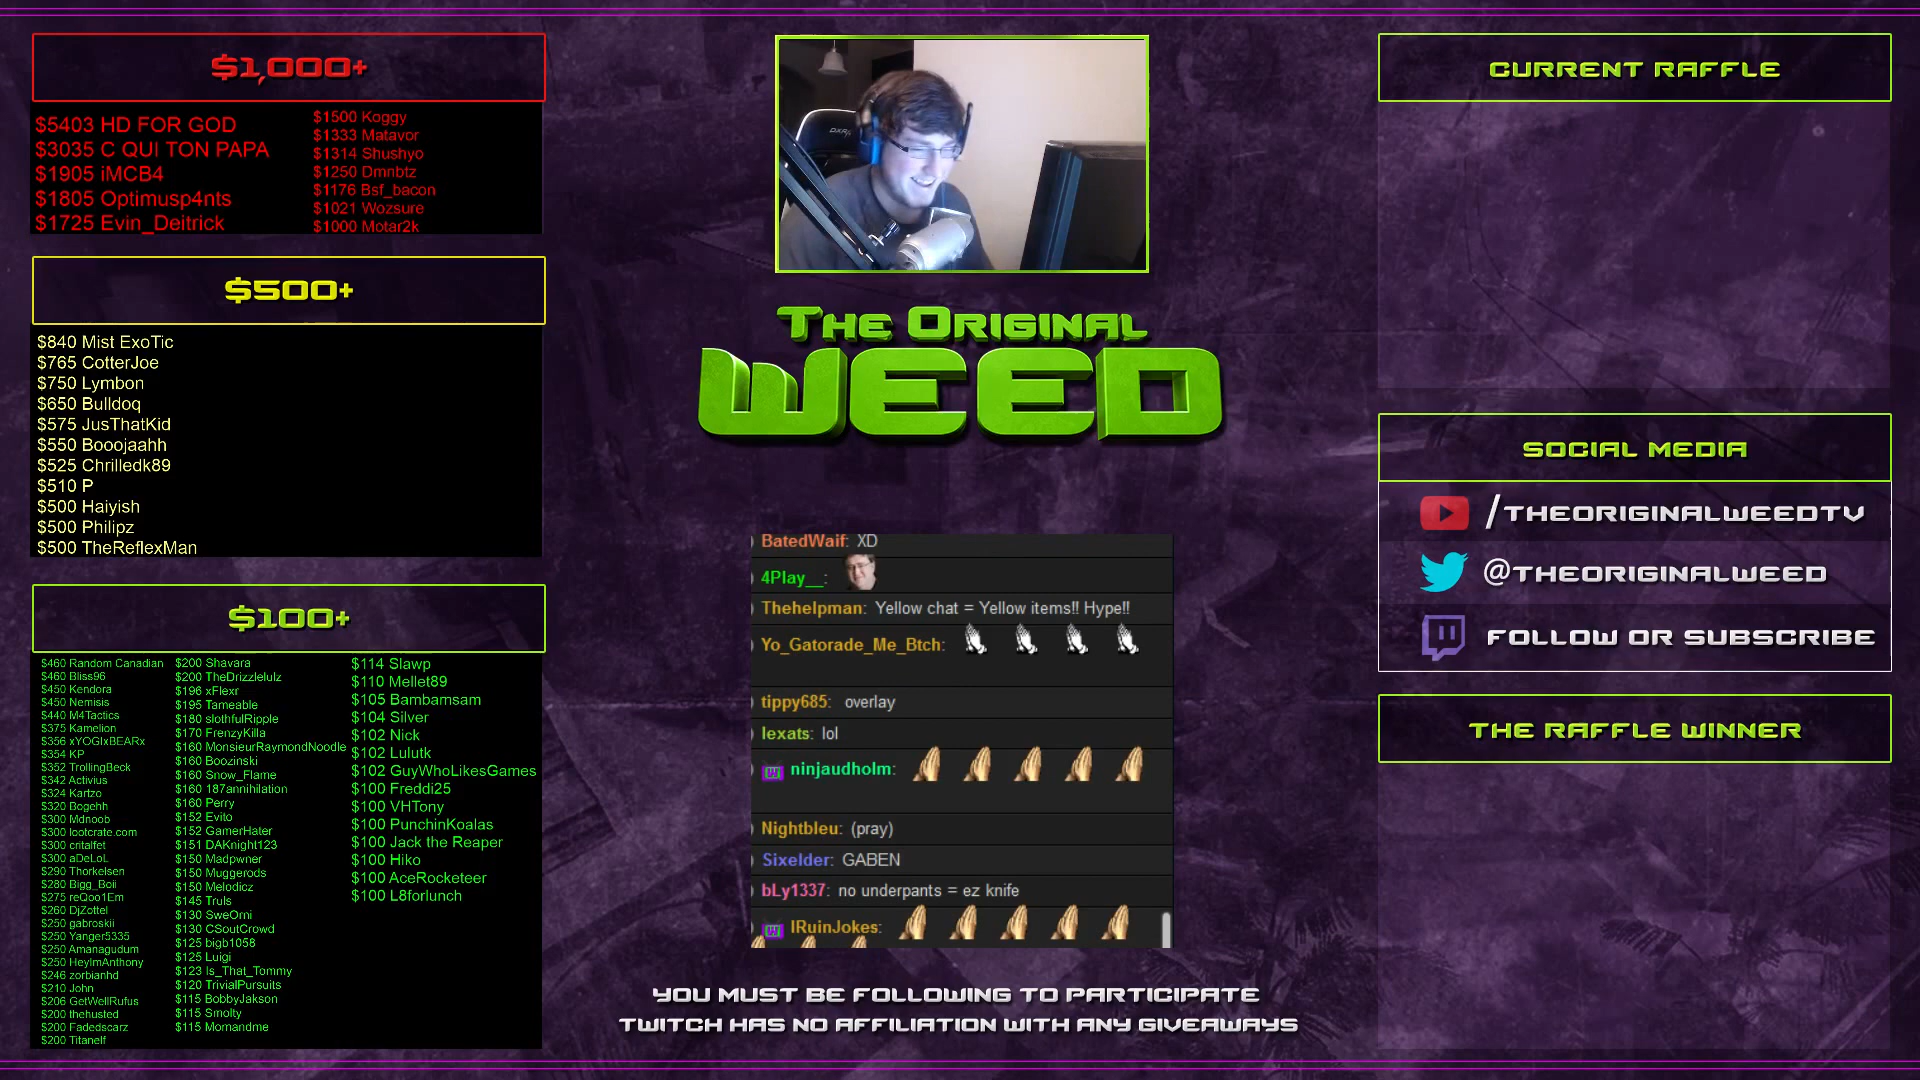 $1,000+
$5403 HD FOR GOD
$3035 C QUI TON PAPA
$1905 iMCB4
$1805 Optimusp4nts
$1725 Evin_Deitrick
$1500 Koggy
$1333 Matavor
$1314 Shushyo
$1250 Dmnbtz
$1176 Bsf_bacon
$1021 Wozsure
$1000 Motar2k
$500+
$840 Mist ExoTic
$765 CotterJoe
$750 Lymbon
$650 Bulldoq
$575 JusThatKid
$550 Booojaahh
$525 Chrilledk89
$510 P
$500 Haiyish
$500 Philipz
$500 TheReflexMan
$100+
$460 Random Canadian
$460 Bliss96
$450 Kendora
$450 Nemisis
$440 M4Tactics
$375 Kamelion
$356 xYOGIxBEARx
$354 KP
$352 TrollingBeck
$342 Activius
$324 Kartzo
$320 Bogehh
$300 Mdnoob
$300 lootcrate.com
$300 critalfet
$300 aDeLoL
$290 Thorkelsen
$280 Bigg_Boii
$275 reQoo1Em
$260 DjZottel
$250 gabroskii
$250 Yanger5335
$250 Amanagudum
$250 HeyImAnthony
$246 zorbianhd
$210 John
$206 GetWellRufus
$200 thehusted
$200 Fadedscarz
$200 Titanelf
$200 Shavara
$200 TheDrizzlelulz
$196 xFlexr
$195 Tameable
$180 slothfulRipple
$170 FrenzyKilla
$160 MonsieurRaymondNoodle
$160 Boozinski
$160 Snow_Flame
$160 187annihilation
$160 Perry
$152 Evito
$152 GamerHater
$151 DAKnight123
$150 Madpwner
$150 Muggerods
$150 Melodicz
$145 Truls
$130 SweOrni
$130 CSoutCrowd
$125 bigb1058
$125 Luigi
$123 Is_That_Tommy
$120 TrivialPursuits
$115 BobbyJakson
$115 Smolty
$115 Momandme
$114 Slawp
$110 Mellet89
$105 Bambamsam
$104 Silver
$102 Nick
$102 Lulutk
$102 GuyWhoLikesGames
$100 Freddi25
$100 VHTony
$100 PunchinKoalas
$100 Jack the Reaper
$100 Hiko
$100 AceRocketeer
$100 L8forlunch
The Original
WEED
BatedWaif: XD
4Play__:
Thehelpman: Yellow chat = Yellow items!! Hype!!
Yo_Gatorade_Me_Btch:
tippy685: overlay
lexats: lol
ninjaudholm:
Nightbleu: (pray)
Sixelder: GABEN
bLy1337: no underpants = ez knife
IRuinJokes:
YOU MUST BE FOLLOWING TO PARTICIPATE
TWITCH HAS NO AFFILIATION WITH ANY GIVEAWAYS
CURRENT RAFFLE
SOCIAL MEDIA
/THEORIGINALWEEDTV
@THEORIGINALWEED
FOLLOW OR SUBSCRIBE
THE RAFFLE WINNER